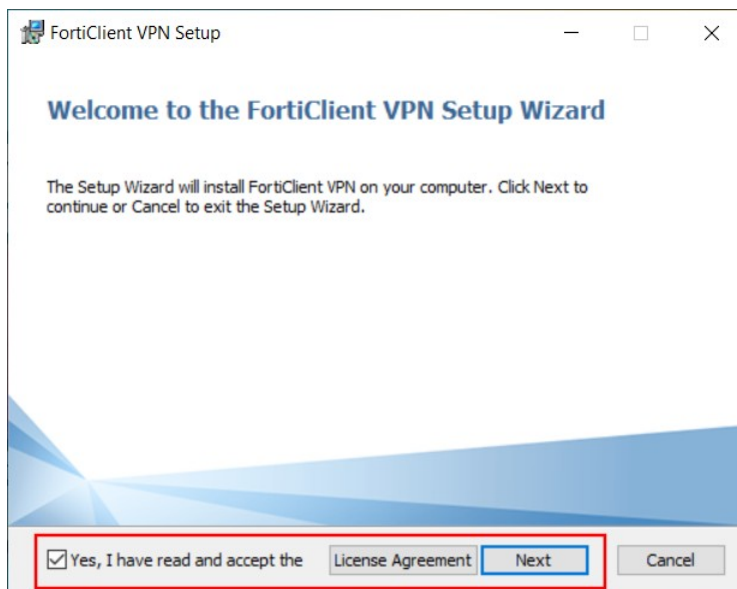 FortiClient VPN Setup
Welcome to the FortiClient VPN Setup Wizard
The Setup Wizard will install FortiClient VPN on your computer. Click Next to
continue or Cancel to exit the Setup Wizard.
Yes, I have read and accept the License Agreement Next Cancel